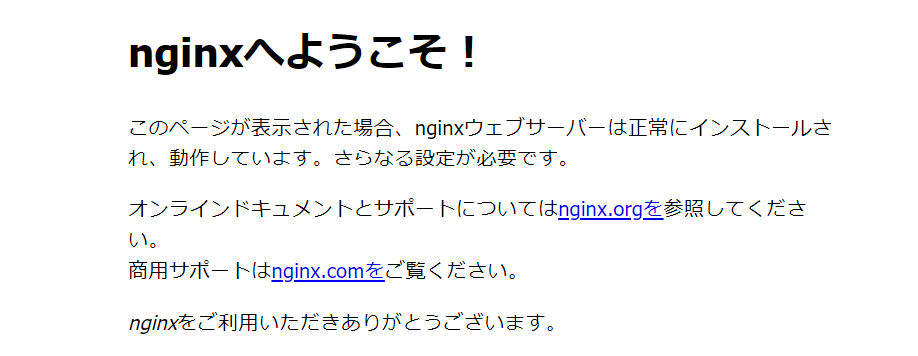 nginxへようこそ！
このページが表示された場合、nginxウェブサーバーは正常にインストールさ
れ、動作しています。さらなる設定が必要です。
オンラインドキュメントとサポートについてはnginx.orgを参照してくださ
い。
商用サポートはnginx.comをご覧ください。
nginxをご利用いただきありがとうございます。